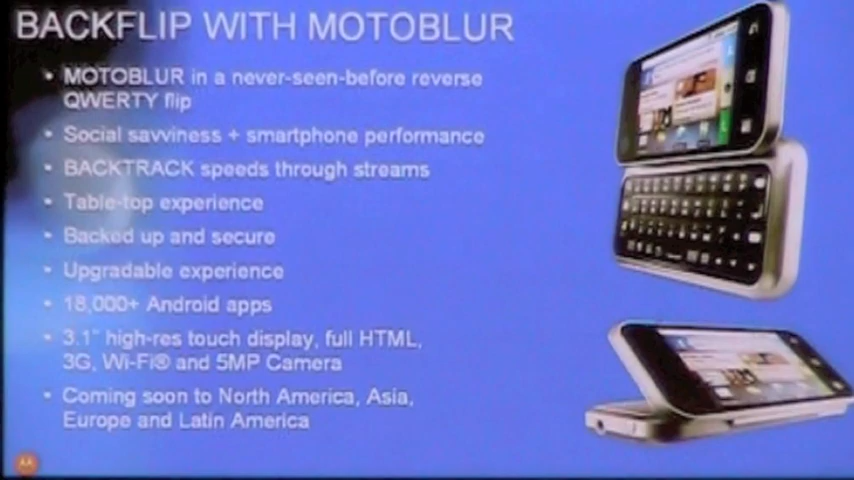 BACKFLIP WITH MOTOBLUR
• MOTOBLUR in a never-seen-before reverse
QWERTY flip
• Social savviness + smartphone performance
• BACKTRACK speeds through streams
• Table-top experience
• Backed up and secure
• Upgradable experience
• 18,000+ Android apps
• 3.1" high-res touch display, full HTML,
3G, Wi-Fi® and 5MP Camera
• Coming soon to North America, Asia,
Europe and Latin America